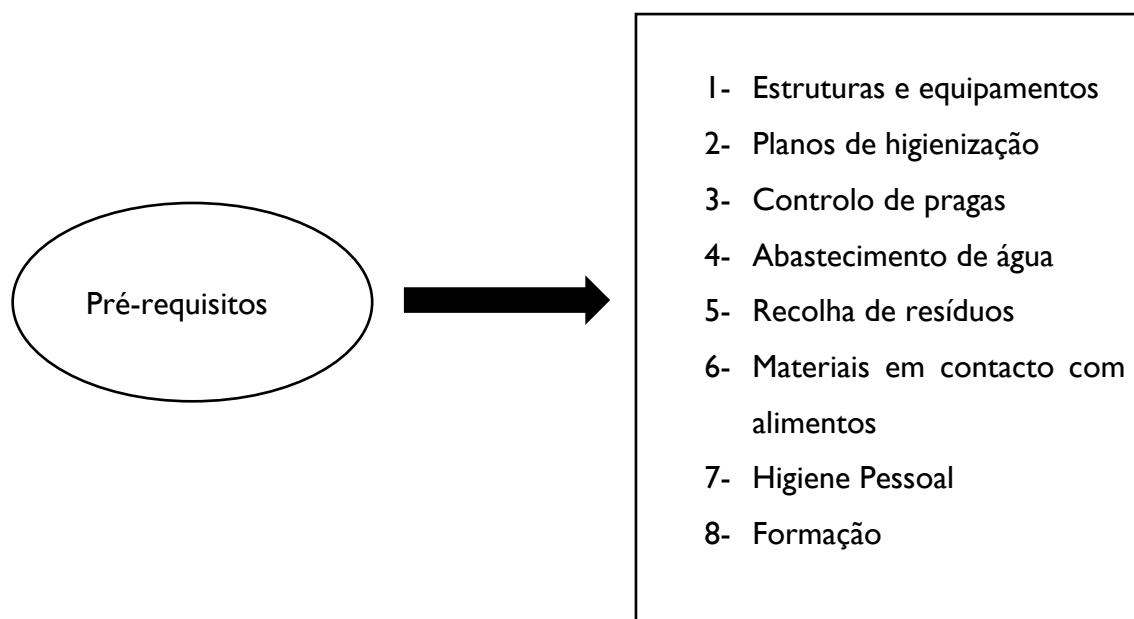 Pré-requisitos
1- Estruturas e equipamentos
2- Planos de higienização
3- Controlo de pragas
4- Abastecimento de água
5- Recolha de resíduos
6- Materiais em contacto com
alimentos
7- Higiene Pessoal
8- Formação